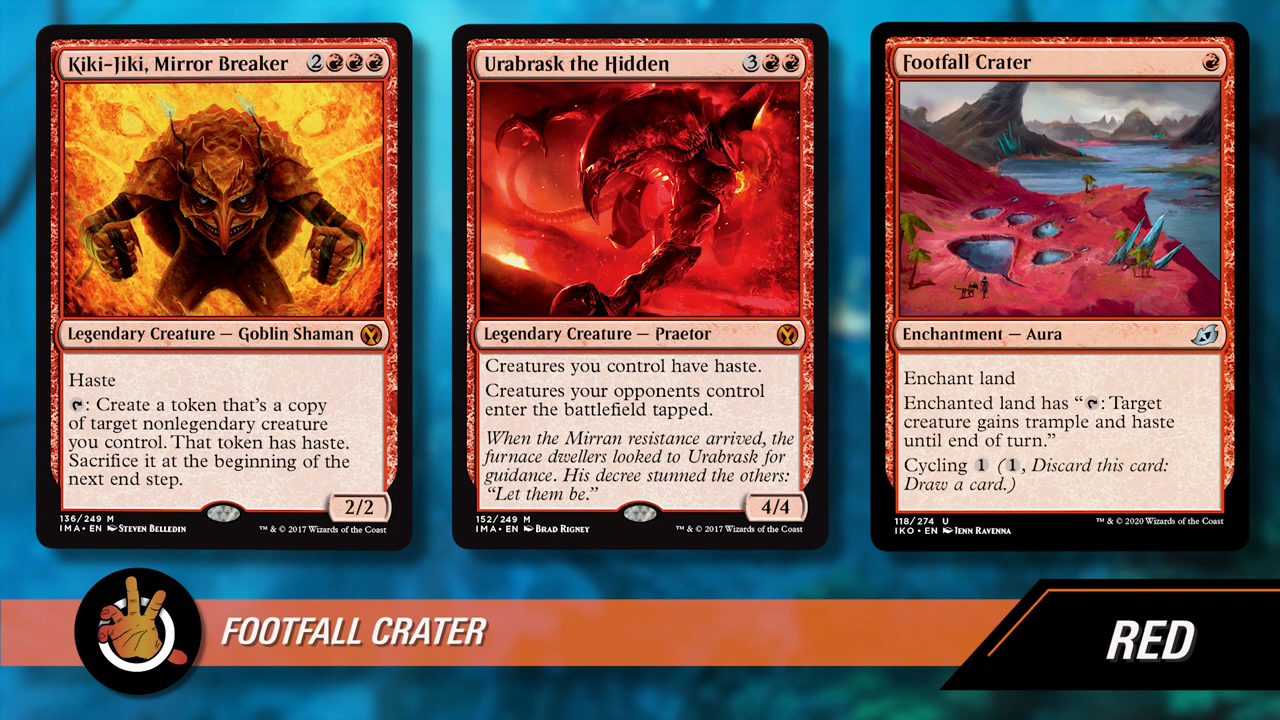 Kiki-Jiki, Mirror Breaker 2
Legendary Creature — Goblin Shaman
Haste
: Create a token that's a copy
of target nonlegendary creature
you control. That token has haste.
Sacrifice it at the beginning of the
next end step.
2/2
136/249 M
IMA • EN Steven Belledin
™ & © 2017 Wizards of the Coast
Urabrask the Hidden 3
Legendary Creature — Praetor
Creatures you control have haste.
Creatures your opponents control
enter the battlefield tapped.
When the Mirran resistance arrived, the
furnace dwellers looked to Urabrask for
guidance. His decree stunned the others:
"Let them be."
4/4
152/249 M
IMA • EN Brad Rigney
™ & © 2017 Wizards of the Coast
Footfall Crater
Enchantment — Aura
Enchant land
Enchanted land has ": Target
creature gains trample and haste
until end of turn."
Cycling 1 (1, Discard this card:
Draw a card.)
118/274 U
IKO • EN Jenn Ravenna
™ & © 2020 Wizards of the Coast
FOOTFALL CRATER
RED